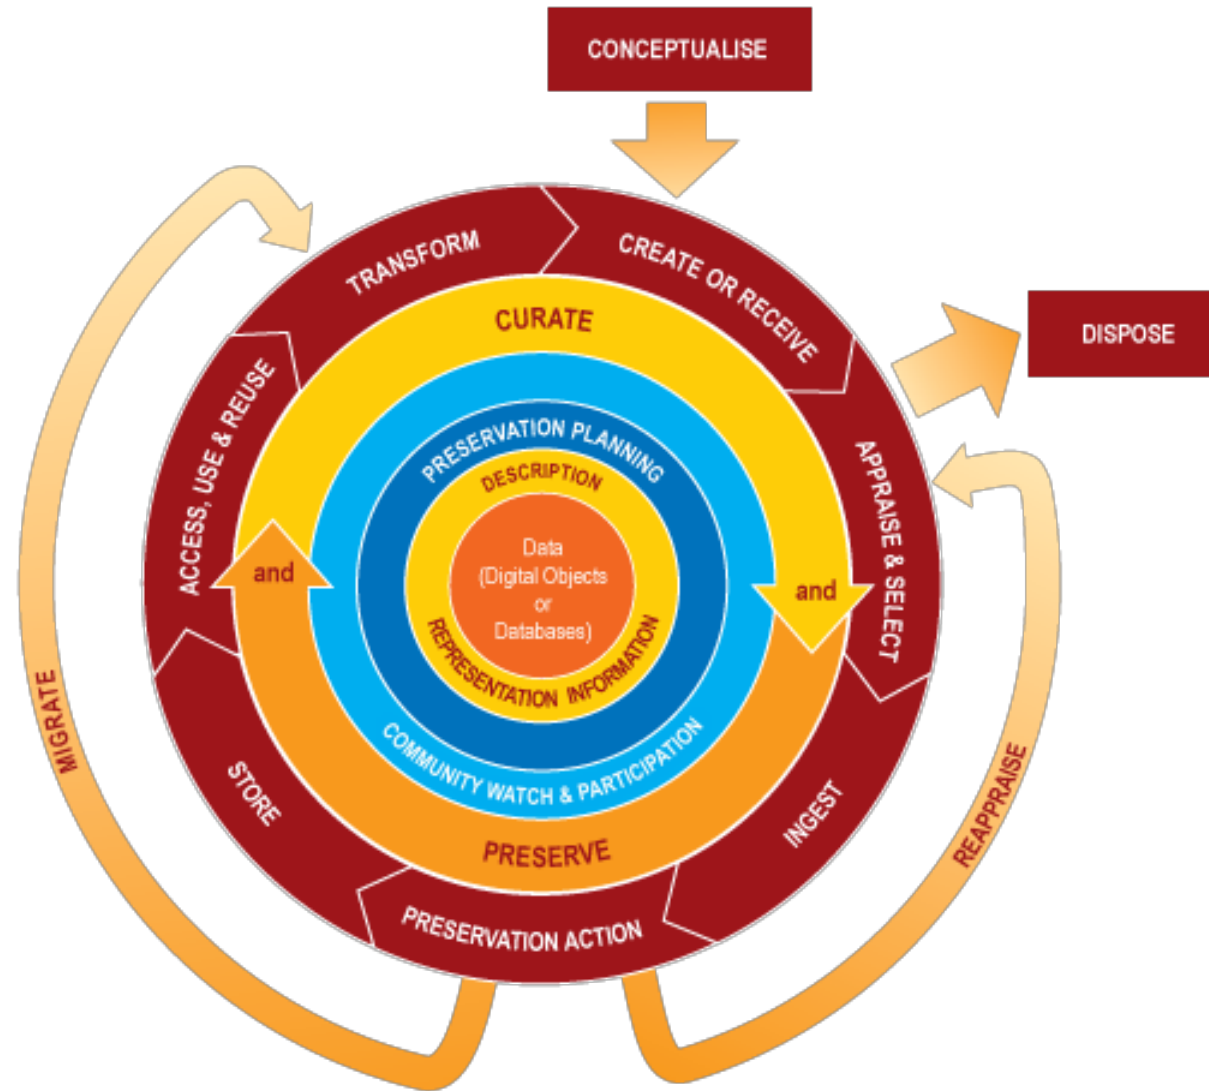 CONCEPTUALISE
TRANSFORM
CREATE OR RECEIVE
DISPOSE
CURATE
ACCESS, USE & REUSE
APPRAISE & SELECT
PRESERVATION PLANNING
DESCRIPTION
Data
(Digital Objects
or
Databases)
and
and
REPRESENTATION INFORMATION
COMMUNITY WATCH & PARTICIPATION
MIGRATE
STORE
INGEST
REAPPRAISE
PRESERVE
PRESERVATION ACTION